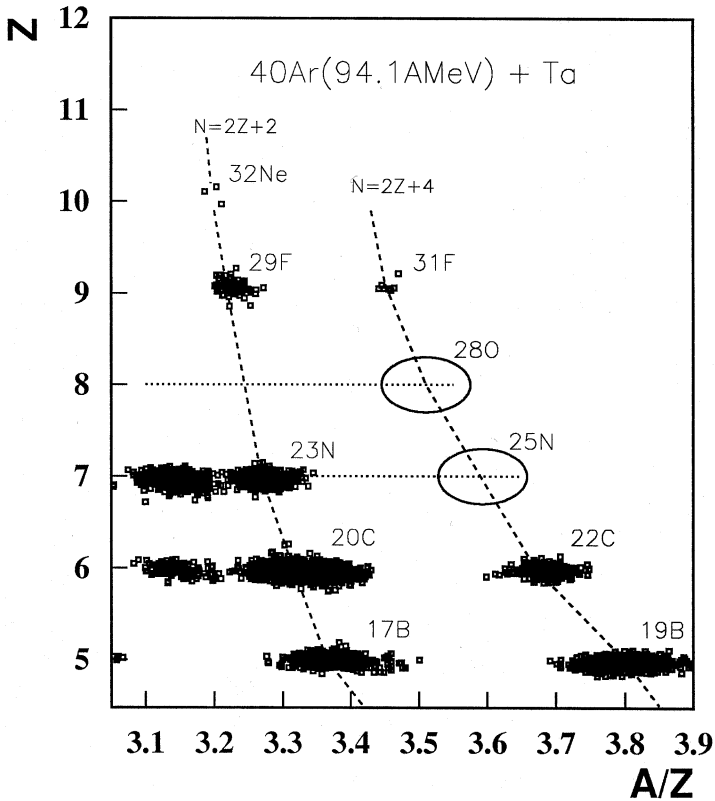 Z
12
40Ar(94.1AMeV) + Ta
11
N=2Z+2
32Ne
N=2Z+4
10
29F
31F
9
28O
8
23N
25N
7
20C
22C
6
17B
19B
5
3.1 3.2 3.3 3.4 3.5 3.6 3.7 3.8 3.9
A/Z